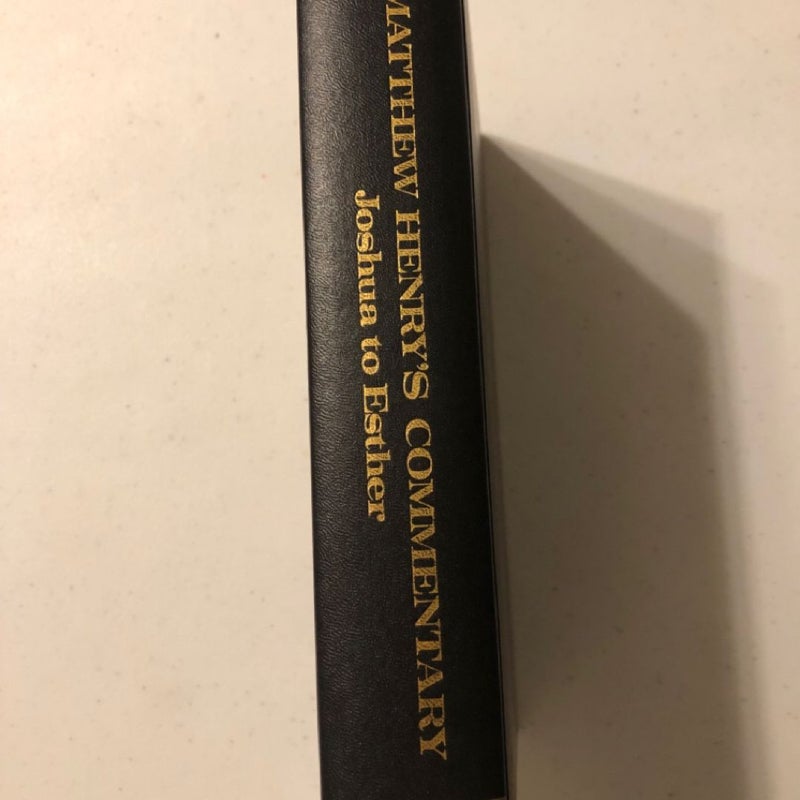 MATTHEW HENRY'S COMMENTARY
Joshua to Esther